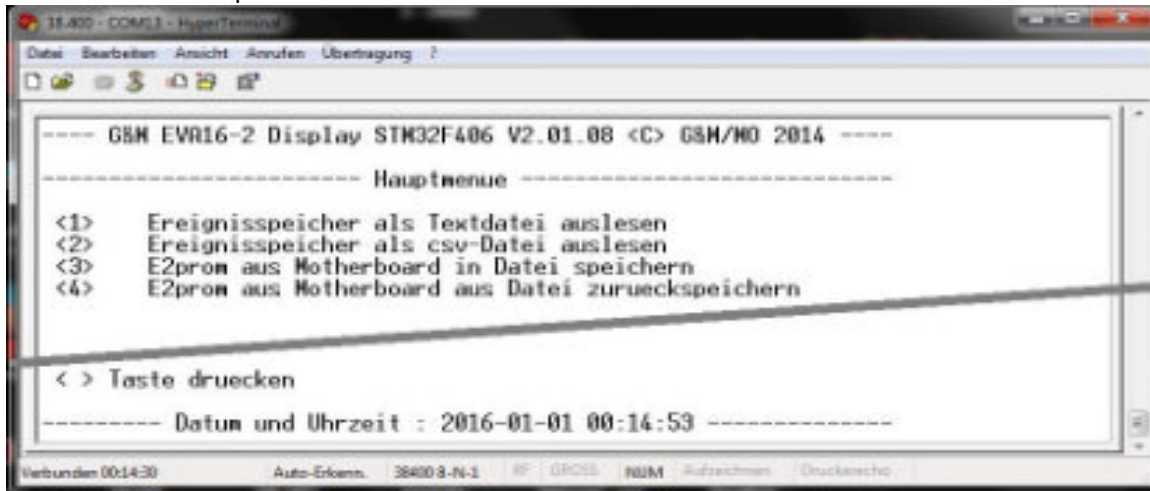 38.400 - COM13 - HyperTerminal
Datei Bearbeiten Ansicht Anrufen Übertragung ?
---- G&M EVA16-2 Display STM32F406 V2.01.08 <C> G&M/MO 2014 ----
------------------------ Hauptmenue ----------------------------
<1> Ereignisspeicher als Textdatei auslesen
<2> Ereignisspeicher als csv-Datei auslesen
<3> E2prom aus Motherboard in Datei speichern
<4> E2prom aus Motherboard aus Datei zurueckspeichern
< > Taste druecken
--------- Datum und Uhrzeit : 2016-01-01 00:14:53 --------------
Verbunden 00:14:30 Auto-Erkenn. 38400 8-N-1 RF GROSS NUM Aufzeichnen Druckerecho